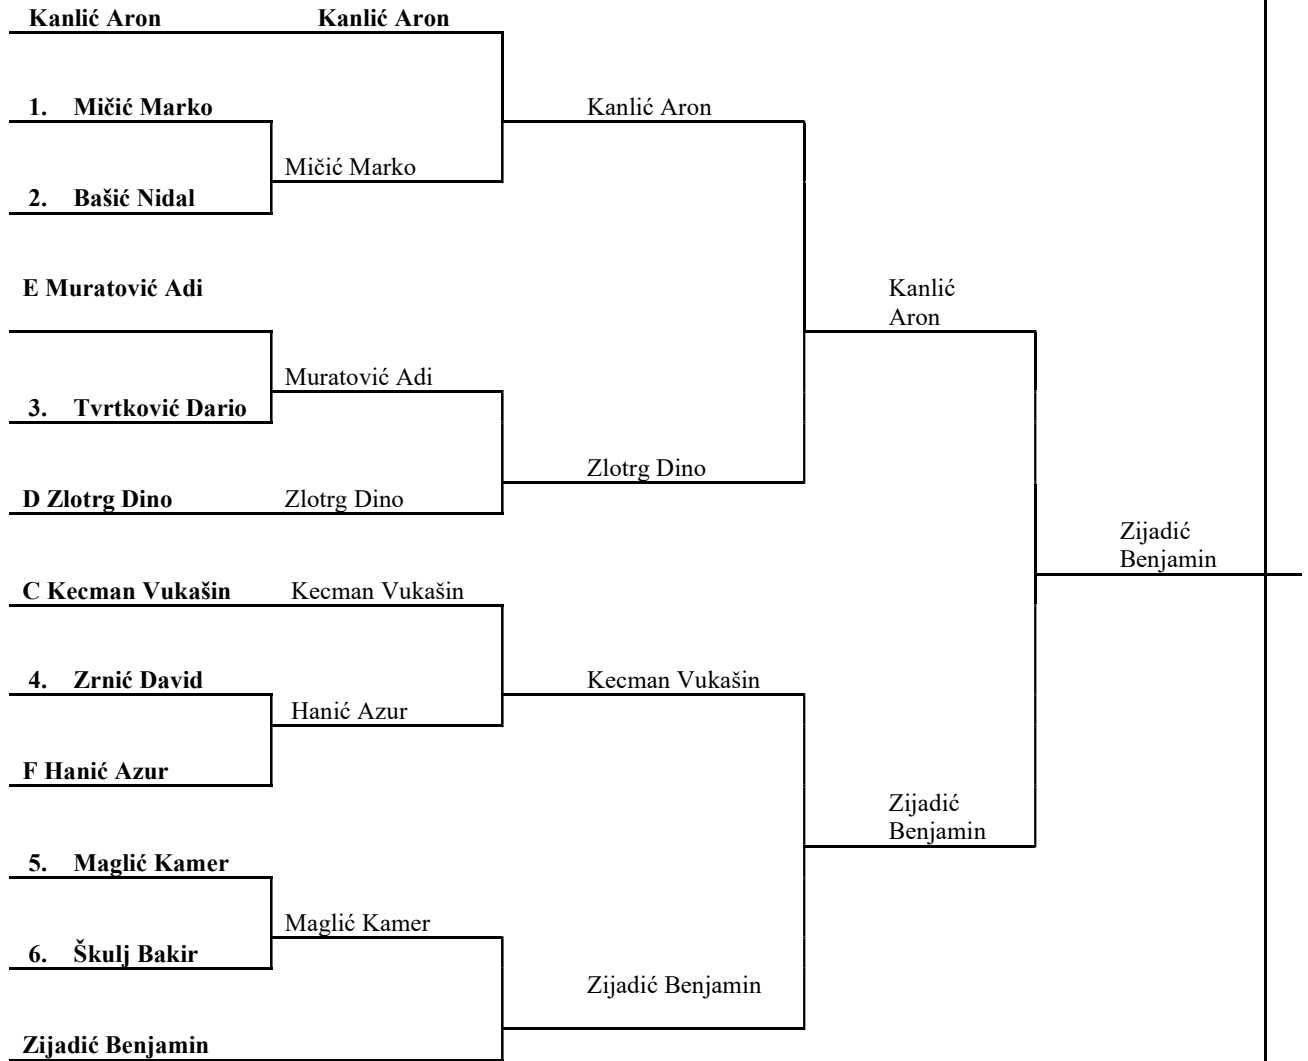 Kanlić Aron Kanlić Aron
1. Mičić Marko Kanlić Aron
Mičić Marko
2. Bašić Nidal
E Muratović Adi Kanlić
Aron
Muratović Adi
3. Tvrtković Dario
Zlotrg Dino
D Zlotrg Dino Zlotrg Dino
Zijadić
Benjamin
C Kecman Vukašin Kecman Vukašin
4. Zrnić David Kecman Vukašin
Hanić Azur
F Hanić Azur
Zijadić
Benjamin
5. Maglić Kamer
Maglić Kamer
6. Škulj Bakir
Zijadić Benjamin
Zijadić Benjamin